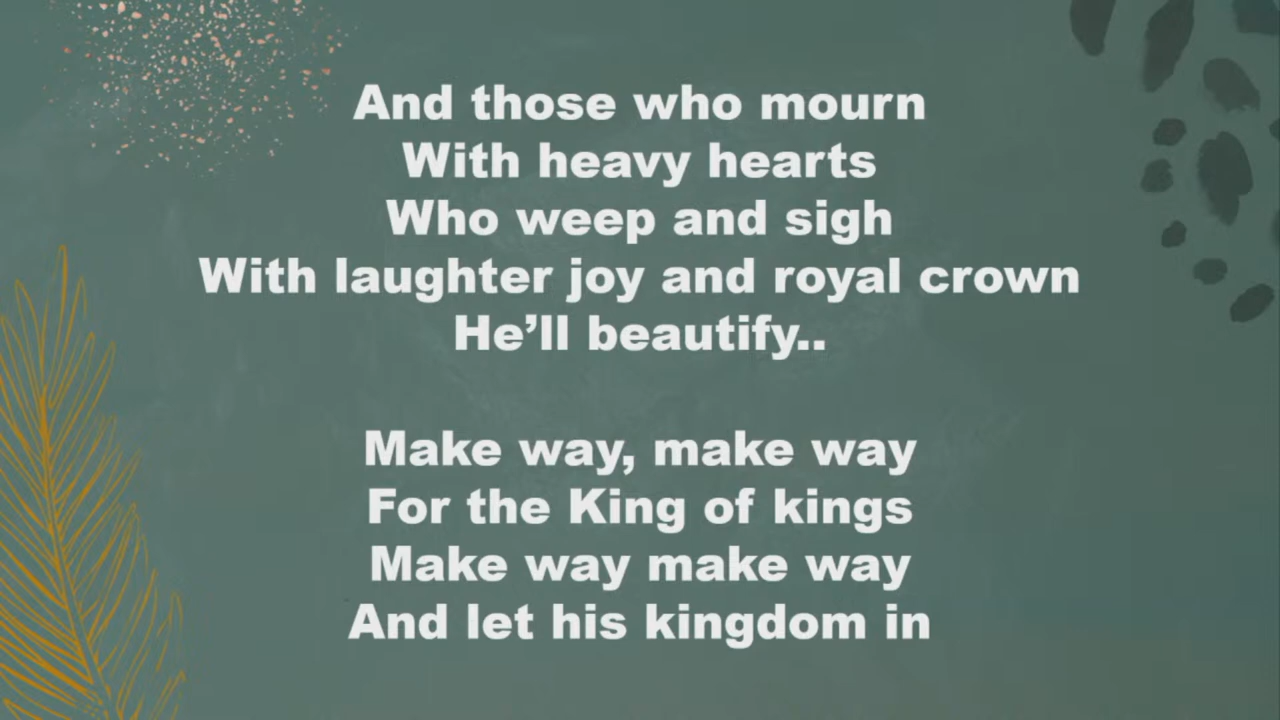 And those who mourn
With heavy hearts
Who weep and sigh
With laughter joy and royal crown
He’ll beautify..
Make way, make way
For the King of kings
Make way make way
And let his kingdom in